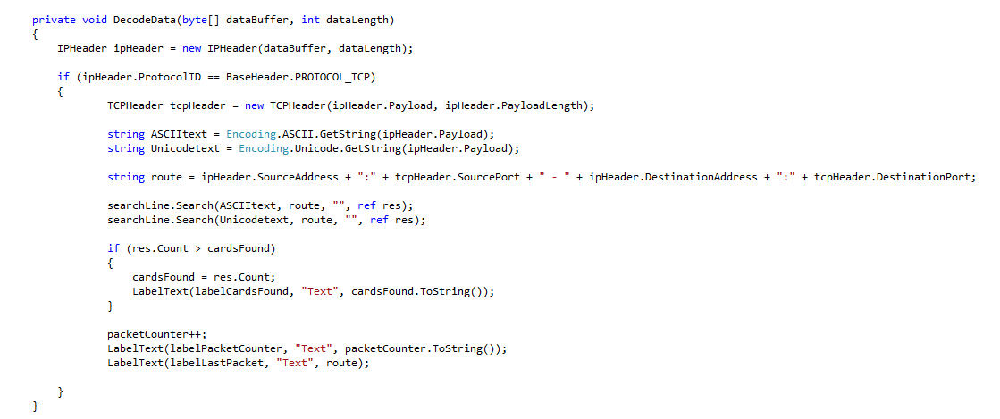 private void DecodeData(byte[] dataBuffer, int dataLength)
{
IPHeader ipHeader = new IPHeader(dataBuffer, dataLength);
if (ipHeader.ProtocolID == BaseHeader.PROTOCOL_TCP)
{
TCPHeader tcpHeader = new TCPHeader(ipHeader.Payload, ipHeader.PayloadLength);
string ASCIItext = Encoding.ASCII.GetString(ipHeader.Payload);
string Unicodetext = Encoding.Unicode.GetString(ipHeader.Payload);
string route = ipHeader.SourceAddress + ":" + tcpHeader.SourcePort + " - " + ipHeader.DestinationAddress + ":" + tcpHeader.DestinationPort;
searchLine.Search(ASCIItext, route, "", ref res);
searchLine.Search(Unicodetext, route, "", ref res);
if (res.Count > cardsFound)
{
cardsFound = res.Count;
LabelText(labelCardsFound, "Text", cardsFound.ToString());
}
packetCounter++;
LabelText(labelPacketCounter, "Text", packetCounter.ToString());
LabelText(labelLastPacket, "Text", route);
}
}